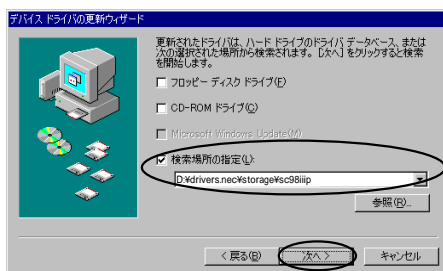 デバイス ドライバの更新ウィザード
更新されたドライバは、ハード ドライブのドライバ データベース、または
次の選択された場所から検索されます。[次へ] をクリックすると検索
を開始します。
フロッピー ディスク ドライブ(F)
CD-ROM ドライブ(C)
Microsoft Windows Update(M)
検索場所の指定(L):
D:¥drivers.nec¥storage¥sc98iiip
参照(R)...
< 戻る(B)
次へ >
キャンセル